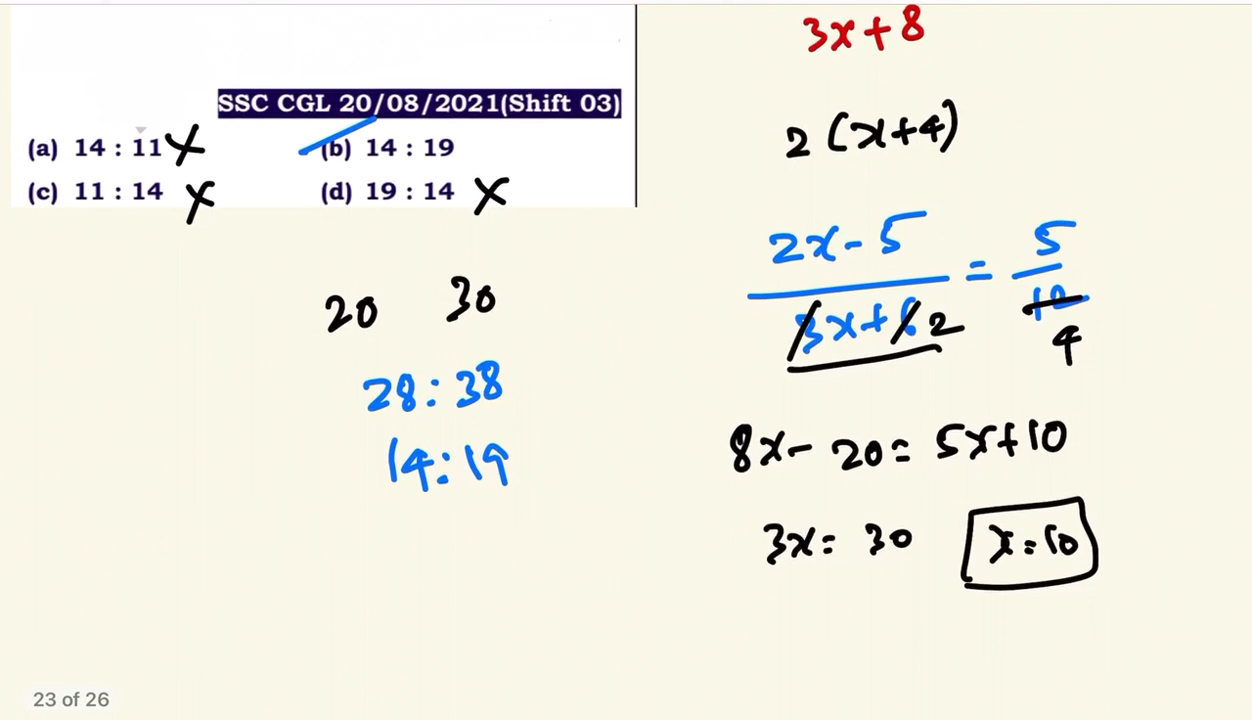 SSC CGL 20/08/2021(Shift 03)
(a) 14 : 11 X (b) 14 : 19
(c) 11 : 14 X (d) 19 : 14 X
20 30
28 : 38
14 : 19
3x + 8
2 (x + 4)
2x - 5 = 5
3x + 2 4
8x - 20 = 5x + 10
3x = 30 x = 10
23 of 26